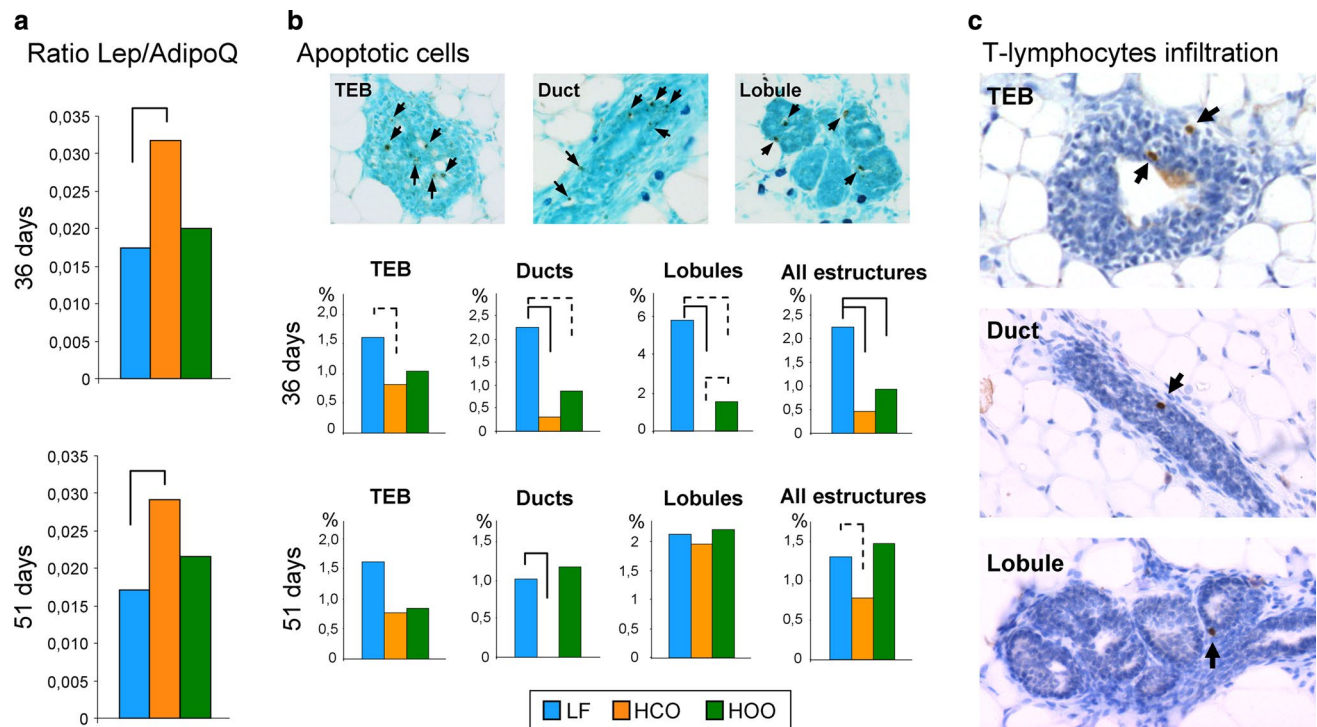 a
Ratio Lep/AdipoQ
36 days
0,035
0,030
0,025
0,020
0,015
0,010
0,005
0
51 days
0,035
0,030
0,025
0,020
0,015
0,010
0,005
0
b
Apoptotic cells
TEB
Duct
Lobule
36 days
TEB
%
2,0
1,5
1,0
0,5
0
Ducts
%
2,5
2,0
1,5
1,0
0,5
0
Lobules
%
6
4
2
0
All estructures
%
2,5
2,0
1,5
1,0
0,5
0
51 days
TEB
%
2,0
1,5
1,0
0,5
0
Ducts
%
1,5
1,0
0,5
0
Lobules
%
2
1,5
1
0,5
0
All estructures
%
1,5
1,0
0,5
0
LF HCO HOO
c
T-lymphocytes infiltration
TEB
Duct
Lobule